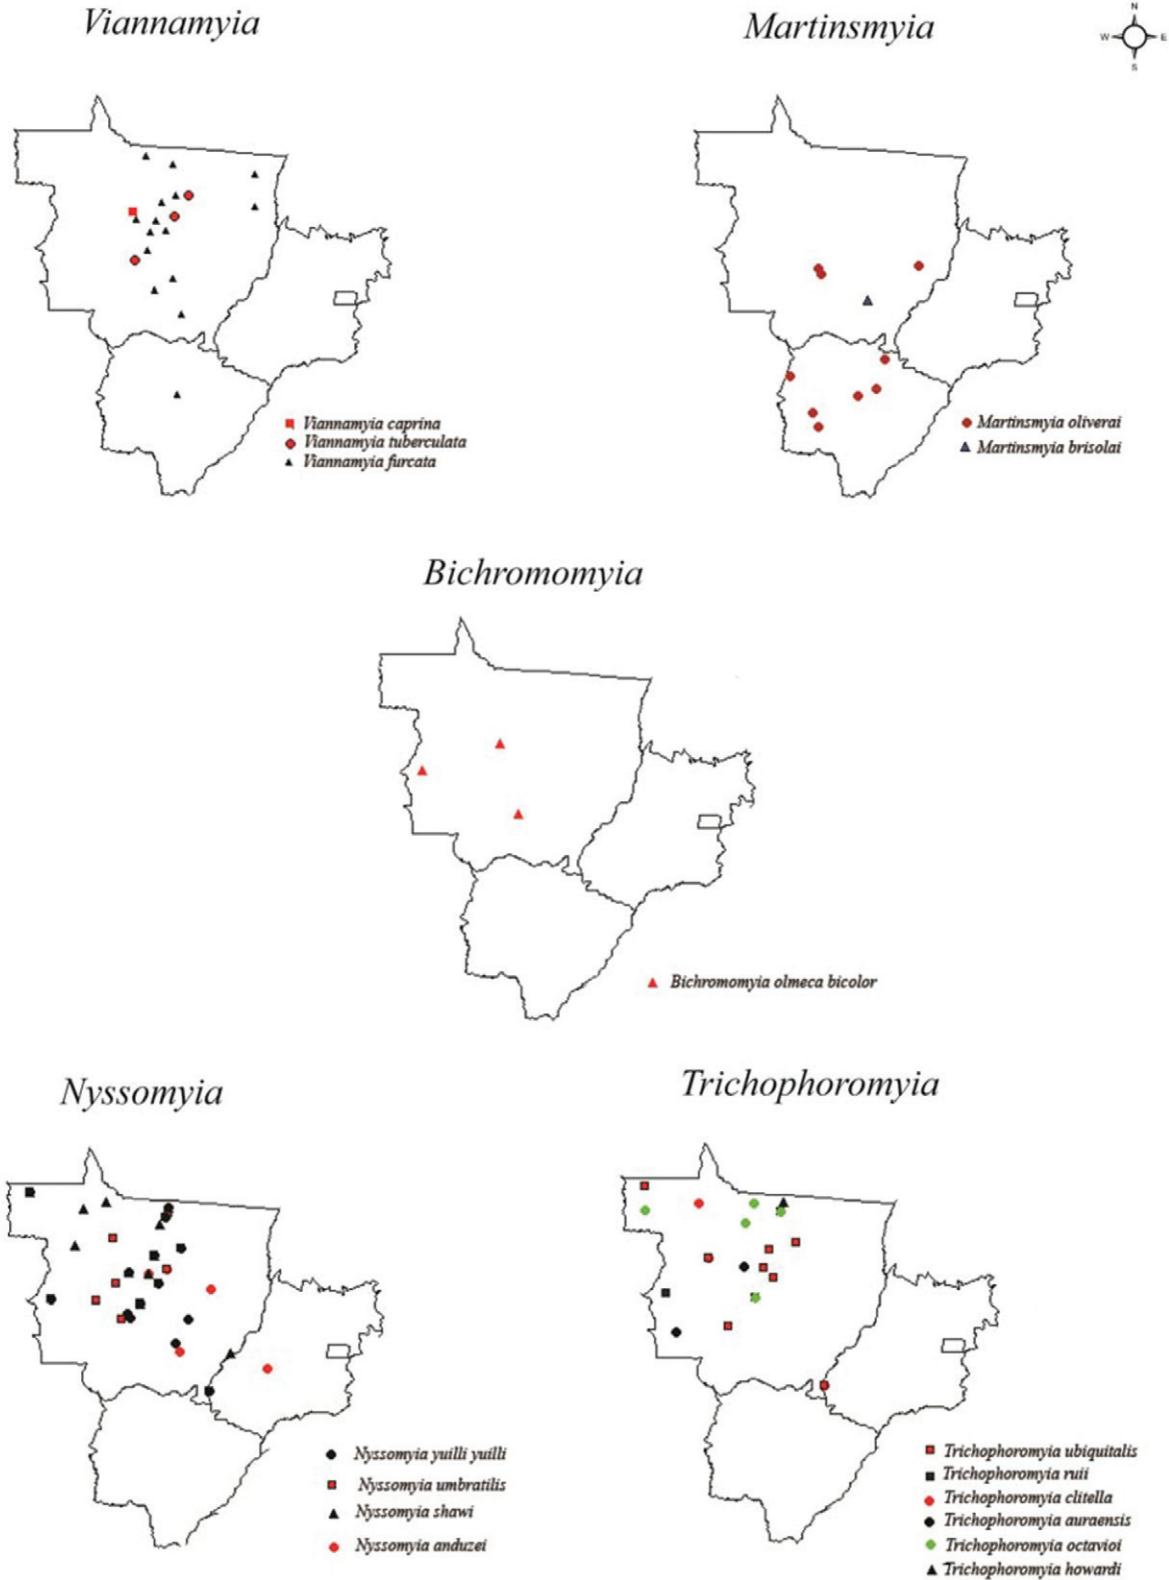 Viannamyia
Martinsmyia
N
W E
S
Viannamyia caprina
Viannamyia tuberculata
Viannamyia furcata
Martinsmyia oliverai
Martinsmyia brisolai
Bichromomyia
Bichromomyia olmeca bicolor
Nyssomyia
Trichophoromyia
Nyssomyia yuilli yuilli
Nyssomyia umbratilis
Nyssomyia shawi
Nyssomyia anduzei
Trichophoromyia ubiquitalis
Trichophoromyia ruii
Trichophoromyia clitella
Trichophoromyia auraensis
Trichophoromyia octavioi
Trichophoromyia howardi